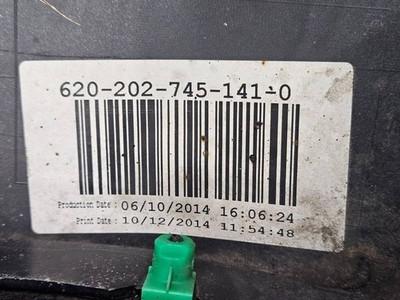 620-202-745-141-0
Production Date : 06/10/2014 16:06:24
Print Date : 10/12/2014 11:54:48